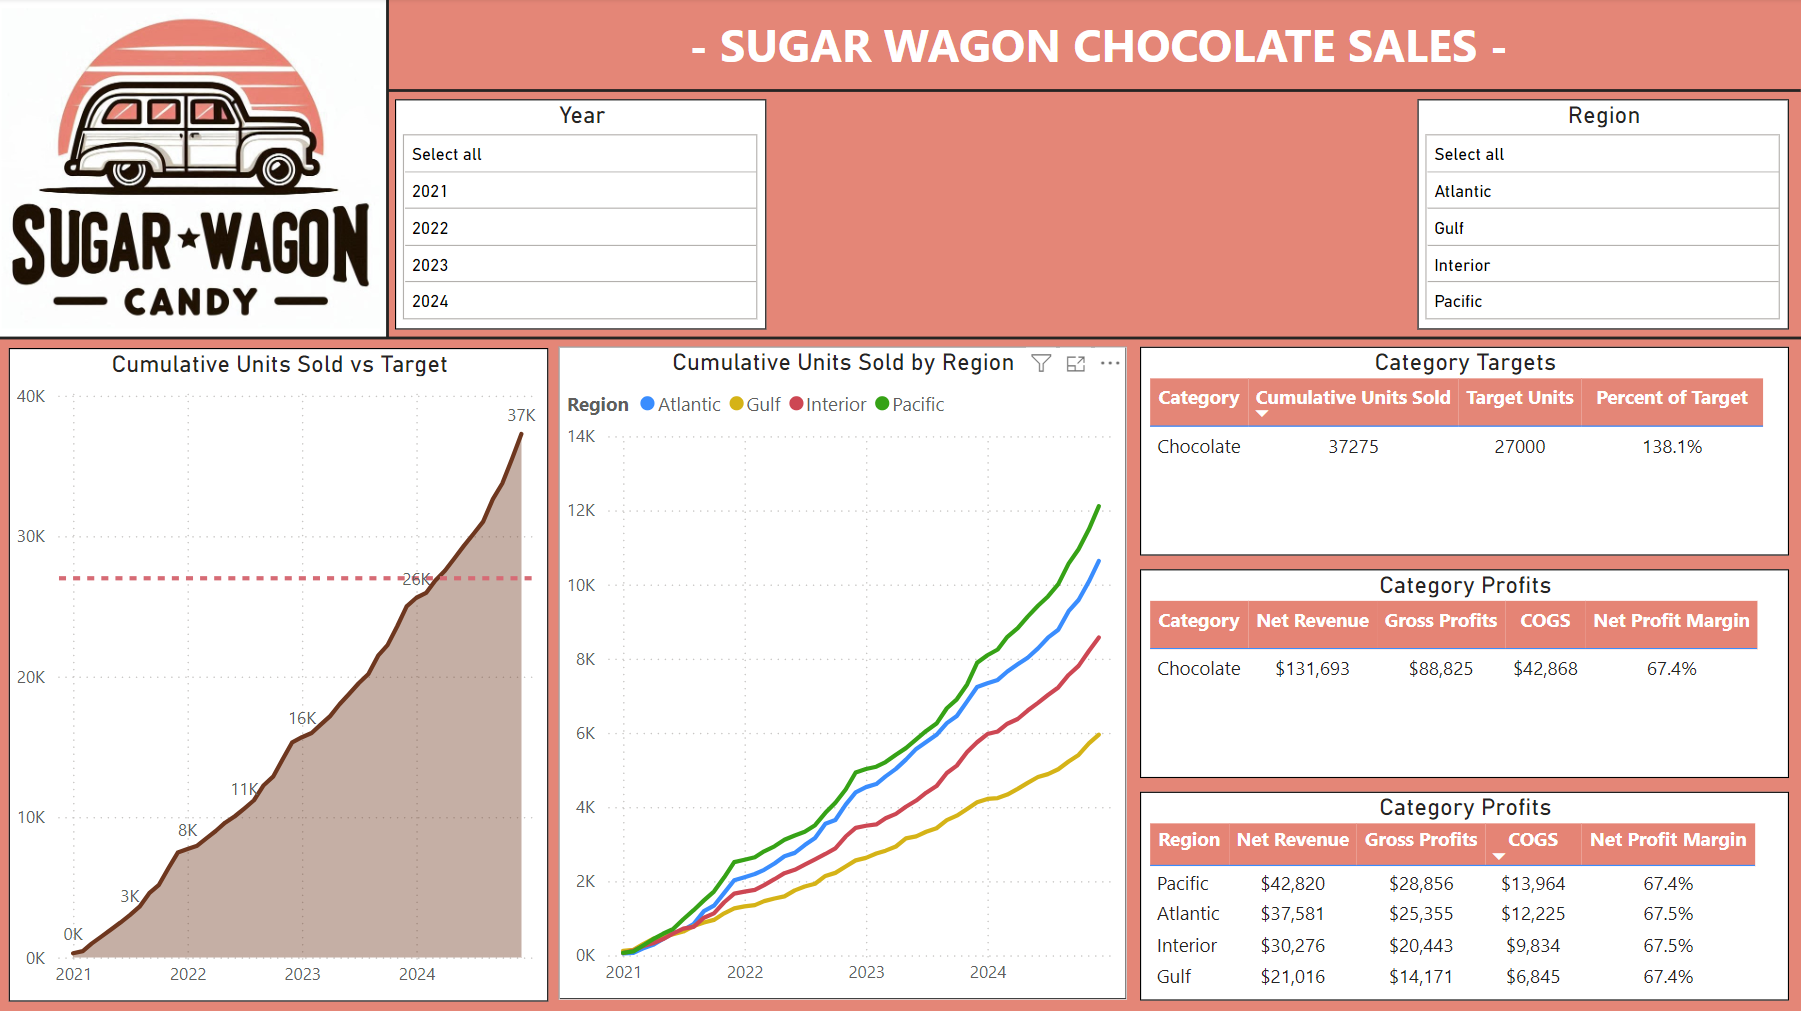 - SUGAR WAGON CHOCOLATE SALES -
SUGAR★WAGON
— CANDY —
Year
Select all
2021
2022
2023
2024
Region
Select all
Atlantic
Gulf
Interior
Pacific
Cumulative Units Sold vs Target
40K
30K
20K
10K
0K
0K
3K
8K
11K
16K
26K
37K
2021 2022 2023 2024
Cumulative Units Sold by Region
Region Atlantic Gulf Interior Pacific
14K
12K
10K
8K
6K
4K
2K
0K
2021 2022 2023 2024
Category Targets
Category Cumulative Units Sold Target Units Percent of Target
Chocolate 37275 27000 138.1%
Category Profits
Category Net Revenue Gross Profits COGS Net Profit Margin
Chocolate $131,693 $88,825 $42,868 67.4%
Category Profits
Region Net Revenue Gross Profits COGS Net Profit Margin
Pacific $42,820 $28,856 $13,964 67.4%
Atlantic $37,581 $25,355 $12,225 67.5%
Interior $30,276 $20,443 $9,834 67.5%
Gulf $21,016 $14,171 $6,845 67.4%